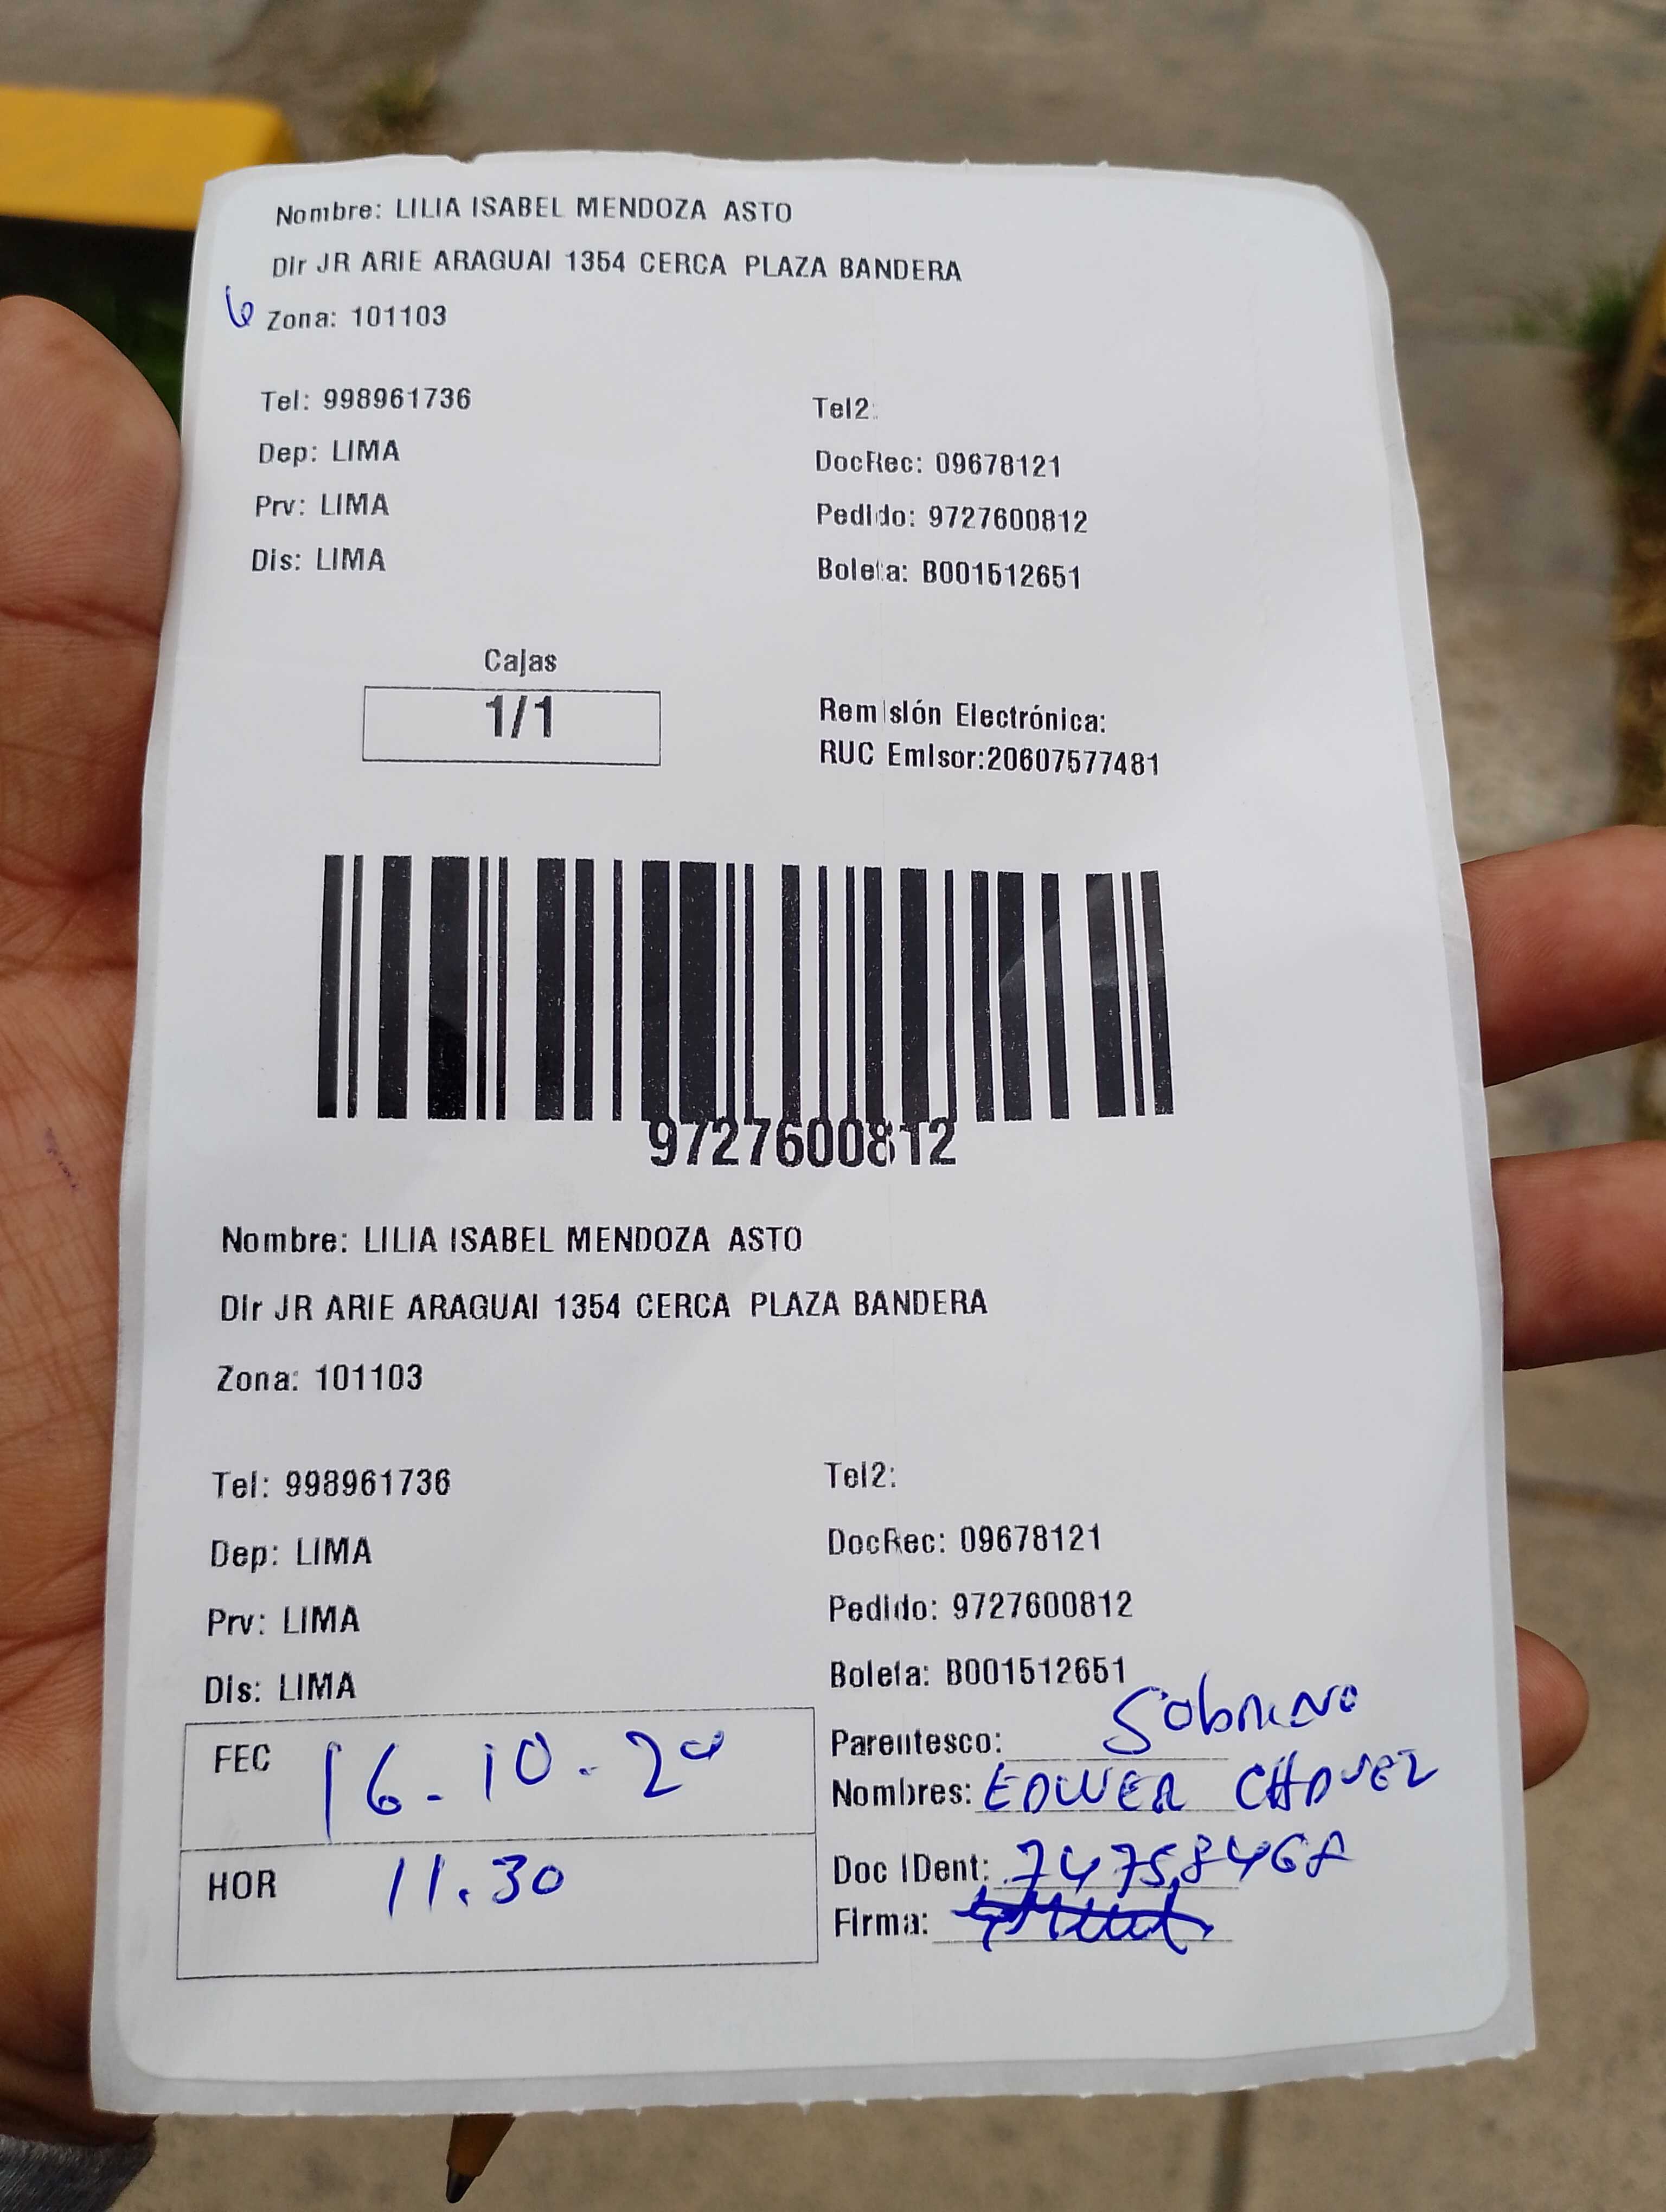 Nombre: LILIA ISABEL MENDOZA ASTO
Dir JR ARIE ARAGUAI 1354 CERCA PLAZA BANDERA
6 Zona: 101103
Tel: 998961736 Tel2:
Dep: LIMA DocRec: 09678121
Prv: LIMA Pedido: 9727600812
Dis: LIMA Boleta: B001512651
Cajas
1/1
Remisión Electrónica:
RUC Emisor:20607577481
9727600812
Nombre: LILIA ISABEL MENDOZA ASTO
Dir JR ARIE ARAGUAI 1354 CERCA PLAZA BANDERA
Zona: 101103
Tel: 998961736 Tel2:
Dep: LIMA DocRec: 09678121
Prv: LIMA Pedido: 9727600812
Dis: LIMA Boleta: B001512651
FEC 16.10.2
HOR 11.30
Parentesco: Sobrino
Nombres: EDWER CHAVEZ
Doc IDent:
Firma: